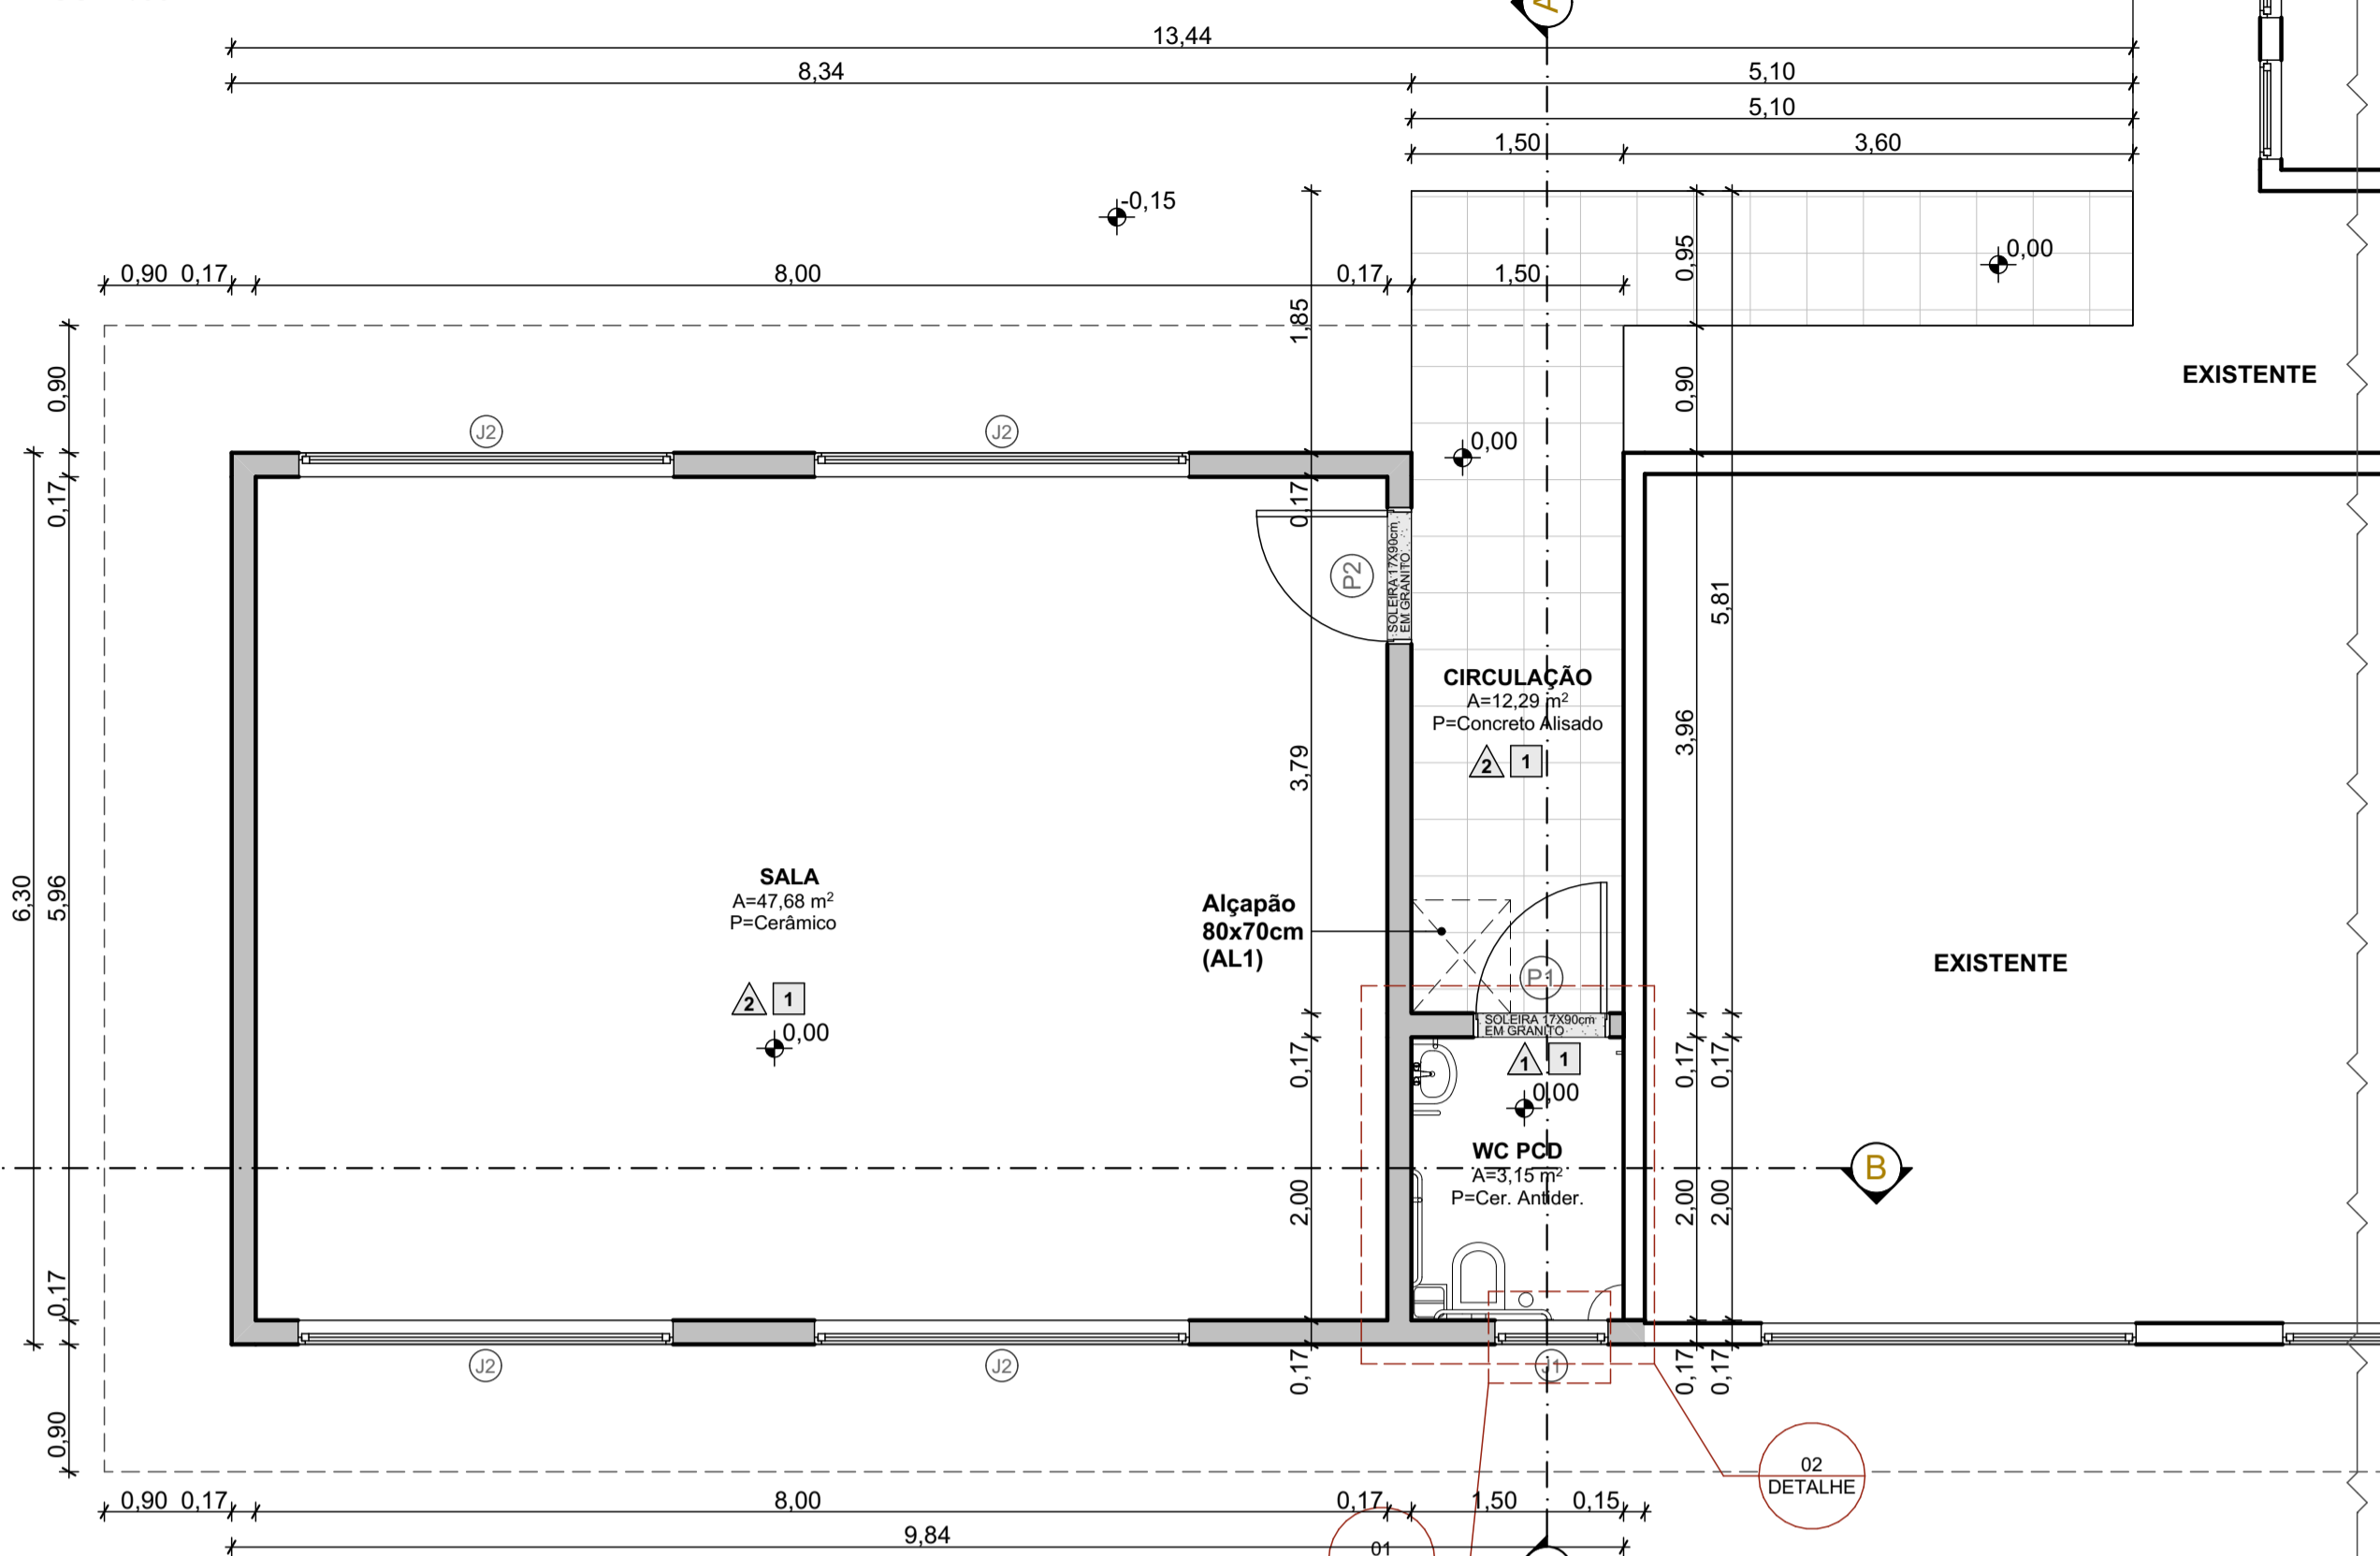 A
13,44
8,34
5,10
5,10
1,50
3,60
-0,15
0,90
0,17
8,00
0,17
1,50
0,95
0,00
1,85
0,90
0,90
EXISTENTE
J2
J2
0,00
0,17
0,17
P2
SOLEIRA 17X90cm
EM GRANITO
5,81
CIRCULAÇÃO
A=12,29 m²
P=Concreto Alisado
2
1
3,96
3,79
SALA
A=47,68 m²
P=Cerâmico
2
1
0,00
6,30
5,96
Alçapão
80x70cm
(AL1)
EXISTENTE
P1
SOLEIRA 17X90cm
EM GRANITO
1
1
0,00
0,17
0,17
0,17
WC PCD
A=3,15 m²
P=Cer. Antider.
B
2,00
2,00
2,00
0,17
J2
J2
J1
0,17
0,17
0,17
0,90
02
DETALHE
0,90
0,17
8,00
0,17
1,50
0,15
9,84
01